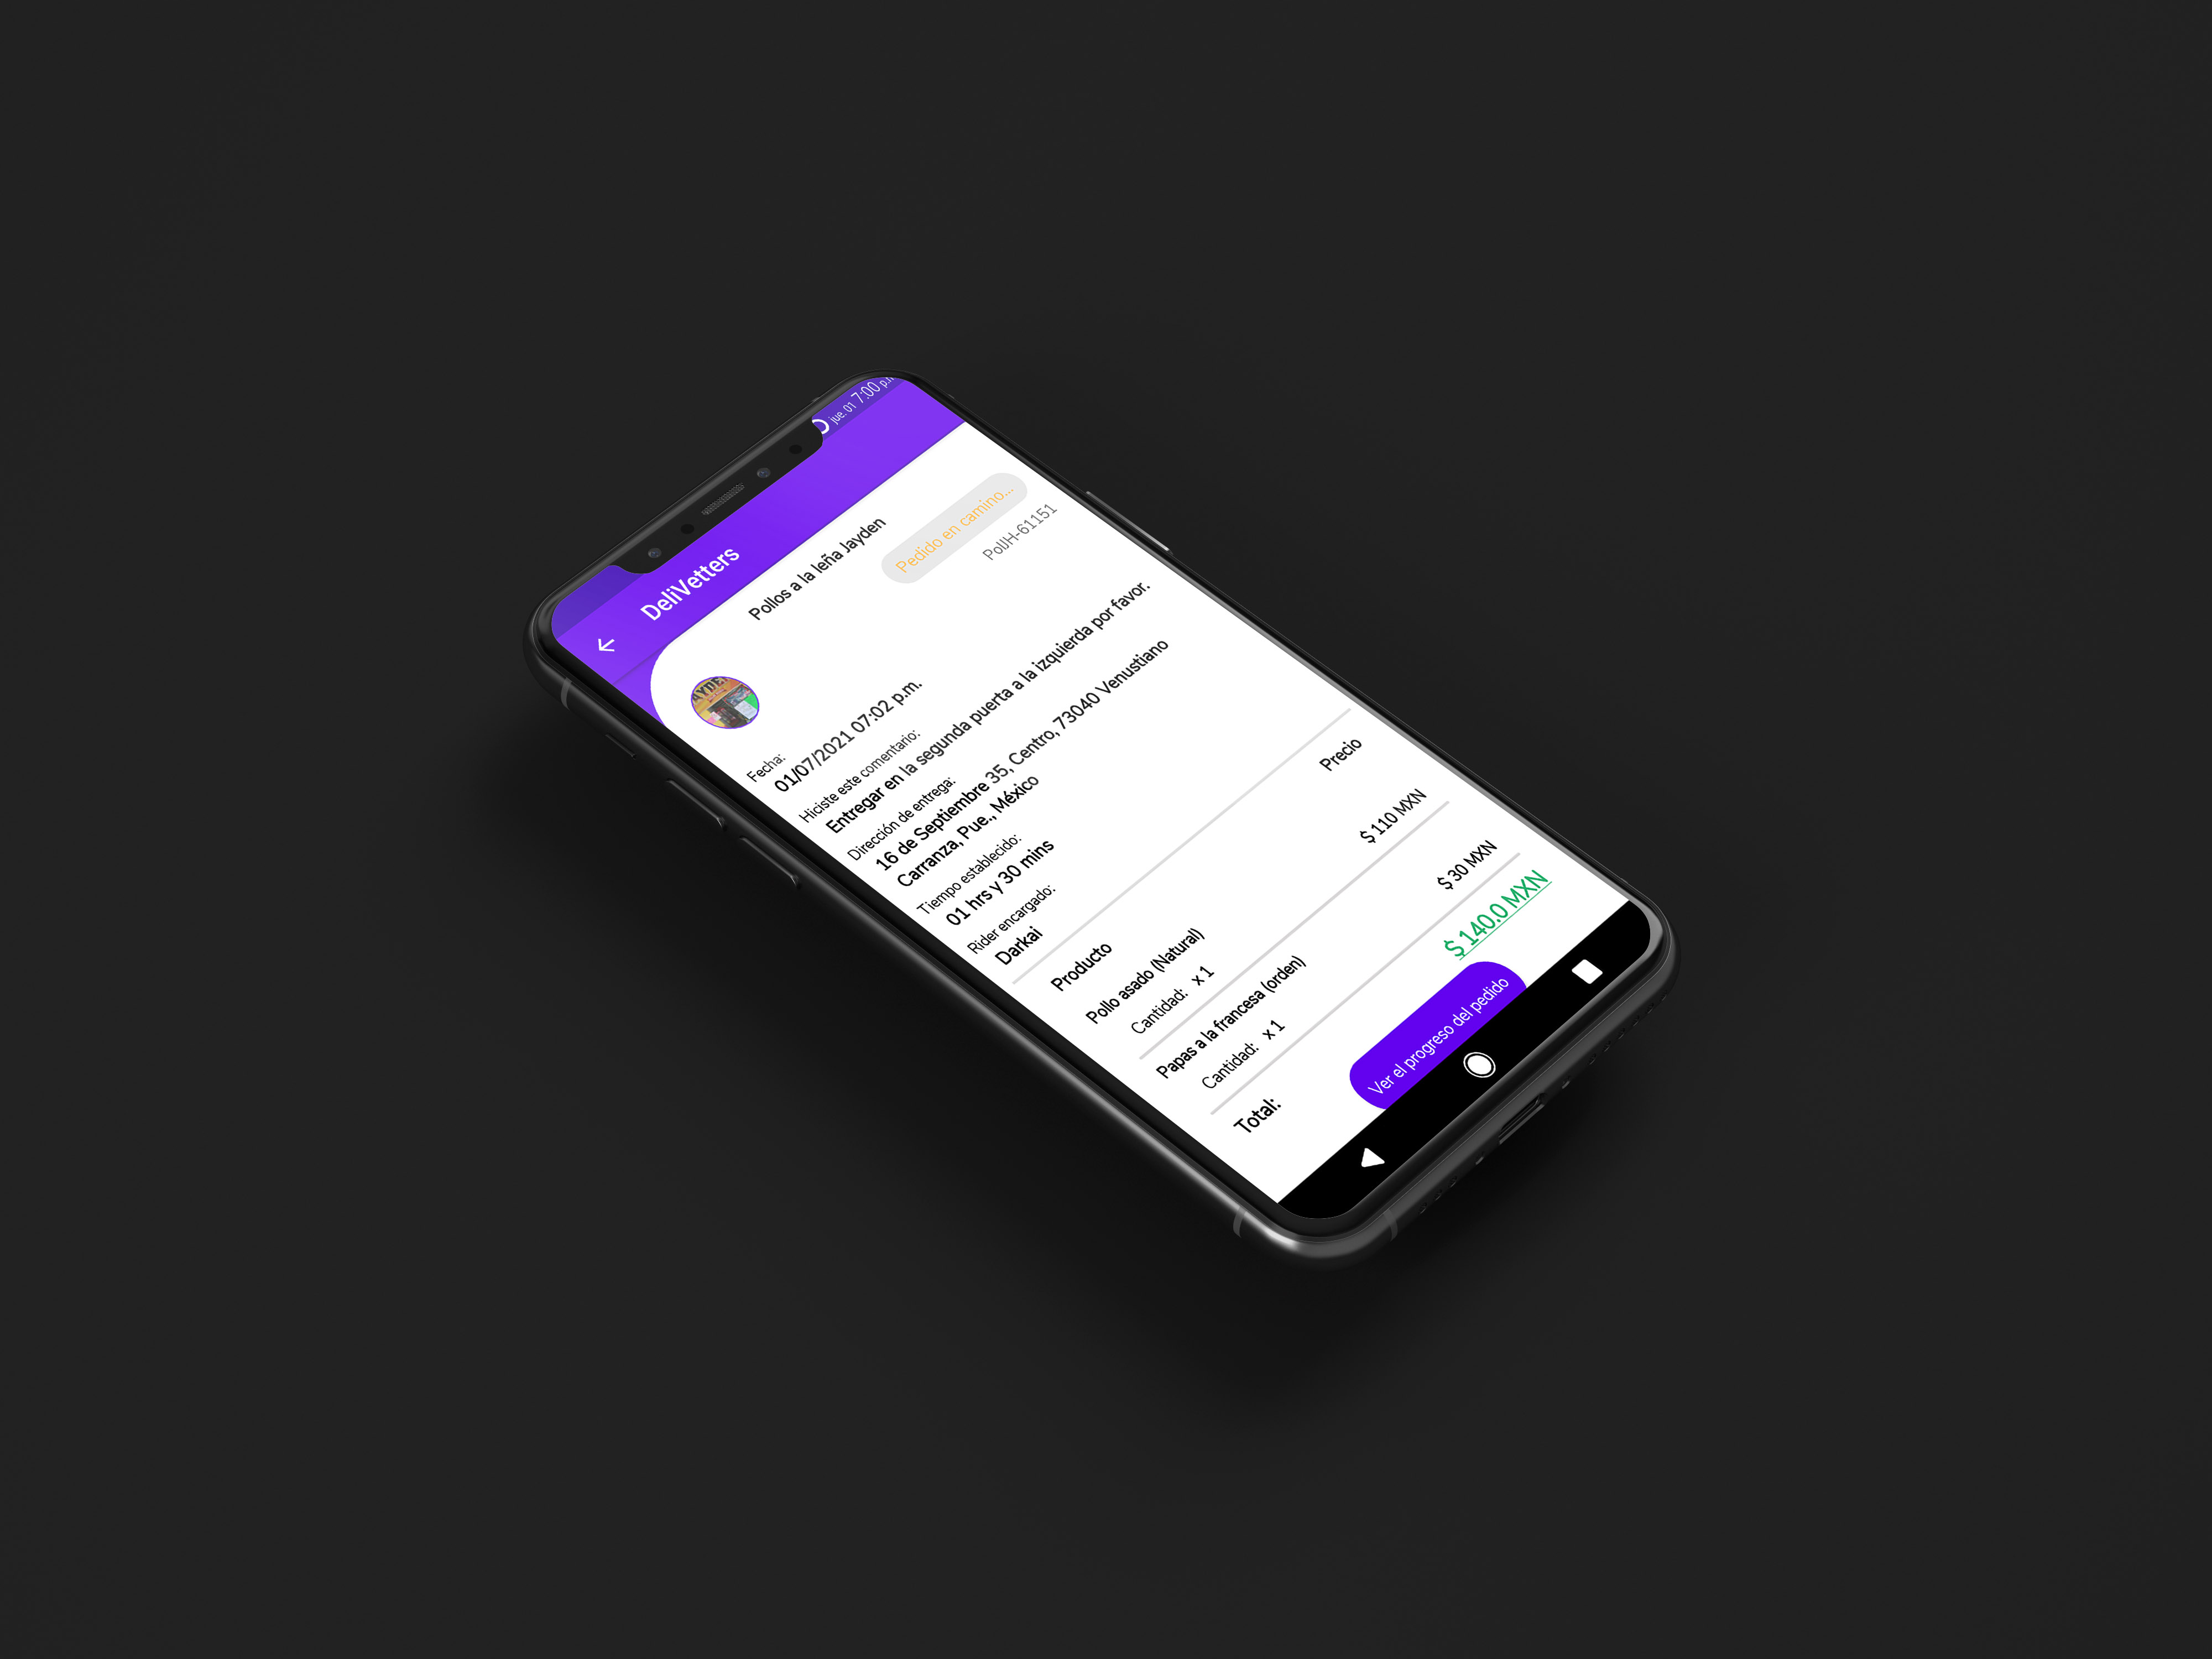 jue. 01 7:00 p.m
DeliVetters
Pollos a la leña Jayden
Pedido en camino...
PollJH-61151
Fecha:
01/07/2021 07:02 p.m.
Hiciste este comentario:
Entregar en la segunda puerta a la izquierda por favor.
Dirección de entrega:
16 de Septiembre 35, Centro, 73040 Venustiano
Carranza, Pue., México
Tiempo establecido:
01 hrs y 30 mins
Rider encargado:
Darkai
Producto Precio
Pollo asado (Natural) $ 110 MXN
Cantidad: x 1
Papas a la francesa (orden) $ 30 MXN
Cantidad: x 1
Total: $ 140.0 MXN
Ver el progreso del pedido